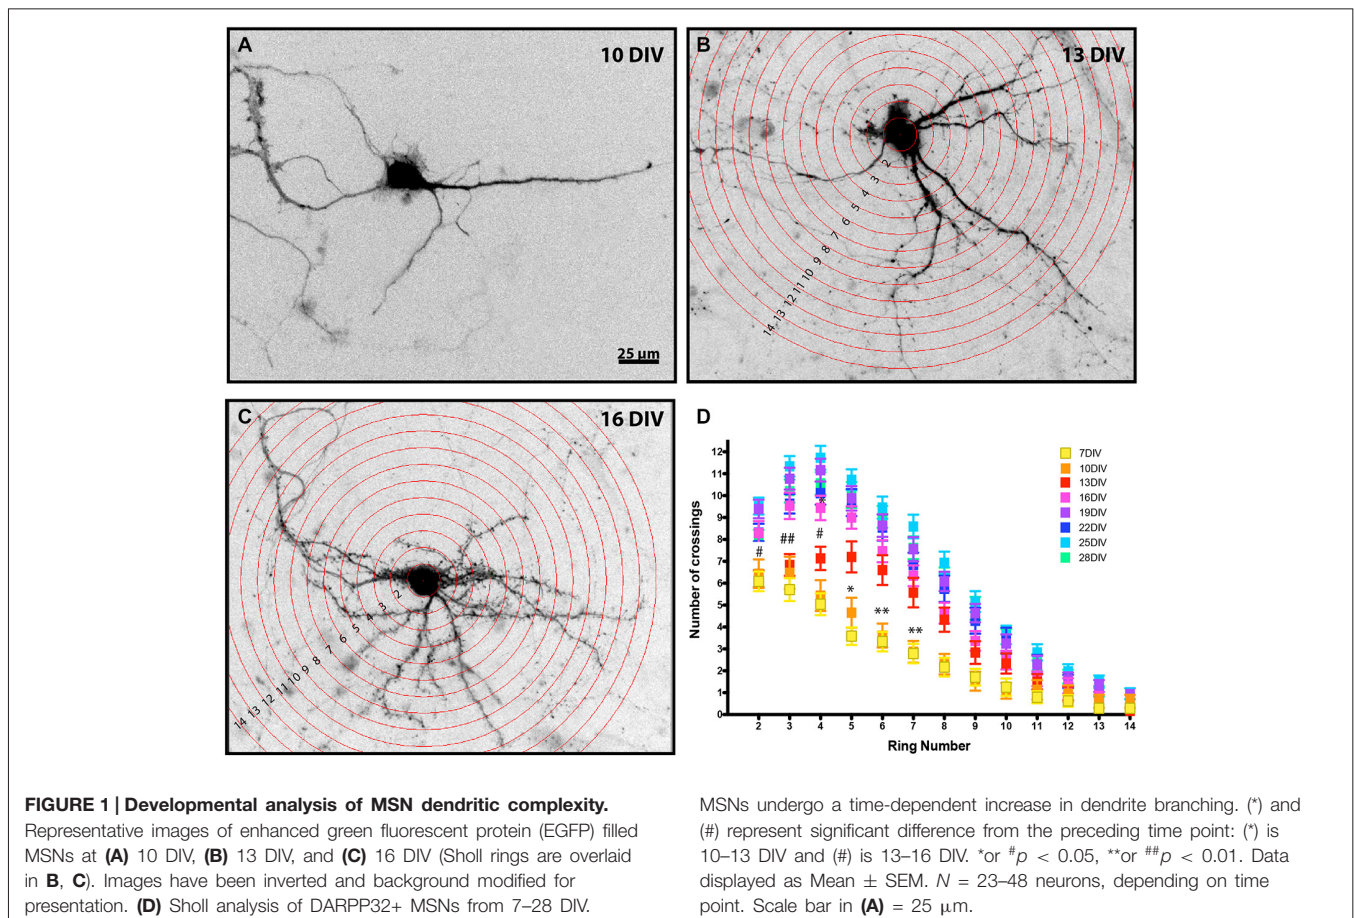 A
10 DIV
25 µm
B
13 DIV
2
3
4
5
6
7
8
9
10
11
12
13
14
C
16 DIV
2
3
4
5
6
7
8
9
10
11
12
13
14
D
Number of crossings
12
11
10
9
8
7
6
5
4
3
2
1
0
# ## # * * ** **
7DIV
10DIV
13DIV
16DIV
19DIV
22DIV
25DIV
28DIV
2 3 4 5 6 7 8 9 10 11 12 13 14
Ring Number
FIGURE 1 | Developmental analysis of MSN dendritic complexity.
Representative images of enhanced green fluorescent protein (EGFP) filled
MSNs at (A) 10 DIV, (B) 13 DIV, and (C) 16 DIV (Sholl rings are overlaid
in B, C). Images have been inverted and background modified for
presentation. (D) Sholl analysis of DARPP32+ MSNs from 7–28 DIV.
MSNs undergo a time-dependent increase in dendrite branching. (*) and
(#) represent significant difference from the preceding time point: (*) is
10–13 DIV and (#) is 13–16 DIV. *or #p < 0.05, **or ##p < 0.01. Data
displayed as Mean ± SEM. N = 23–48 neurons, depending on time
point. Scale bar in (A) = 25 µm.